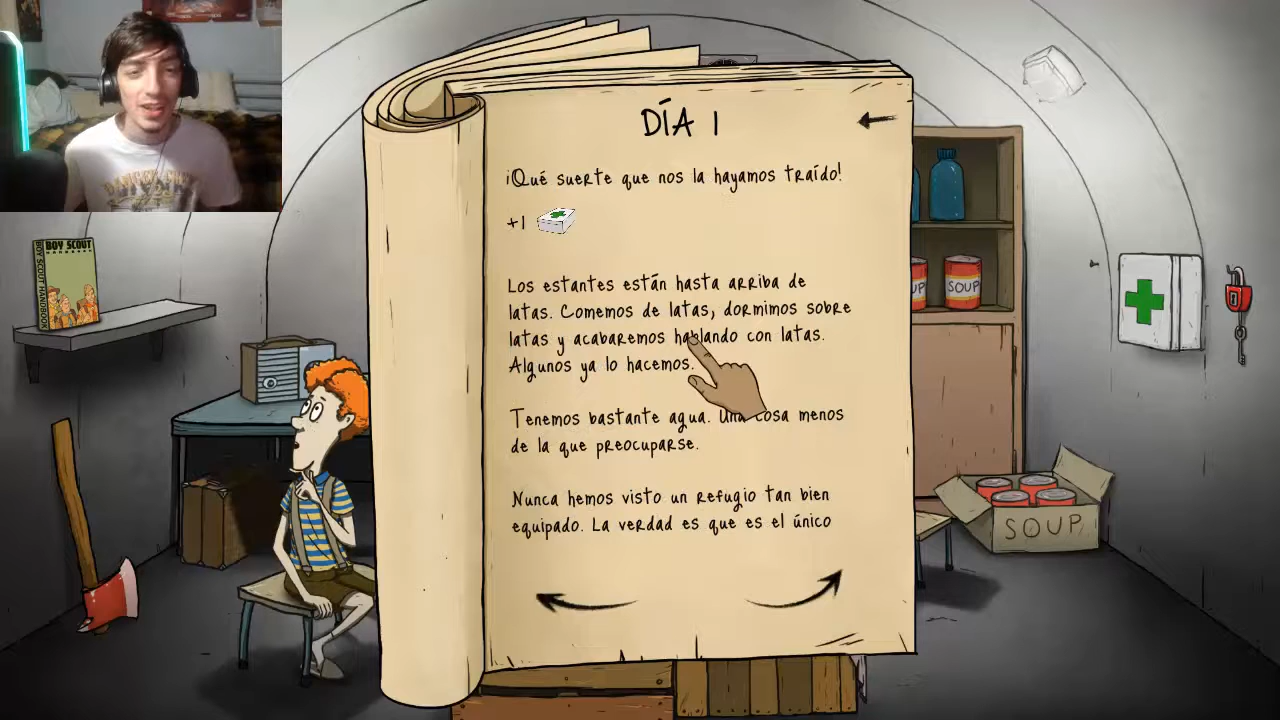 DÍA 1
¡Qué suerte que nos la hayamos traído!
+1
Los estantes están hasta arriba de
latas. Comemos de latas, dormimos sobre
latas y acabaremos hablando con latas.
Algunos ya lo hacemos.
Tenemos bastante agua. Una cosa menos
de la que preocuparse.
Nunca hemos visto un refugio tan bien
equipado. La verdad es que es el único
BOY SCOUT
BOY SCOUT HANDBOOK
SOUP
SOUP